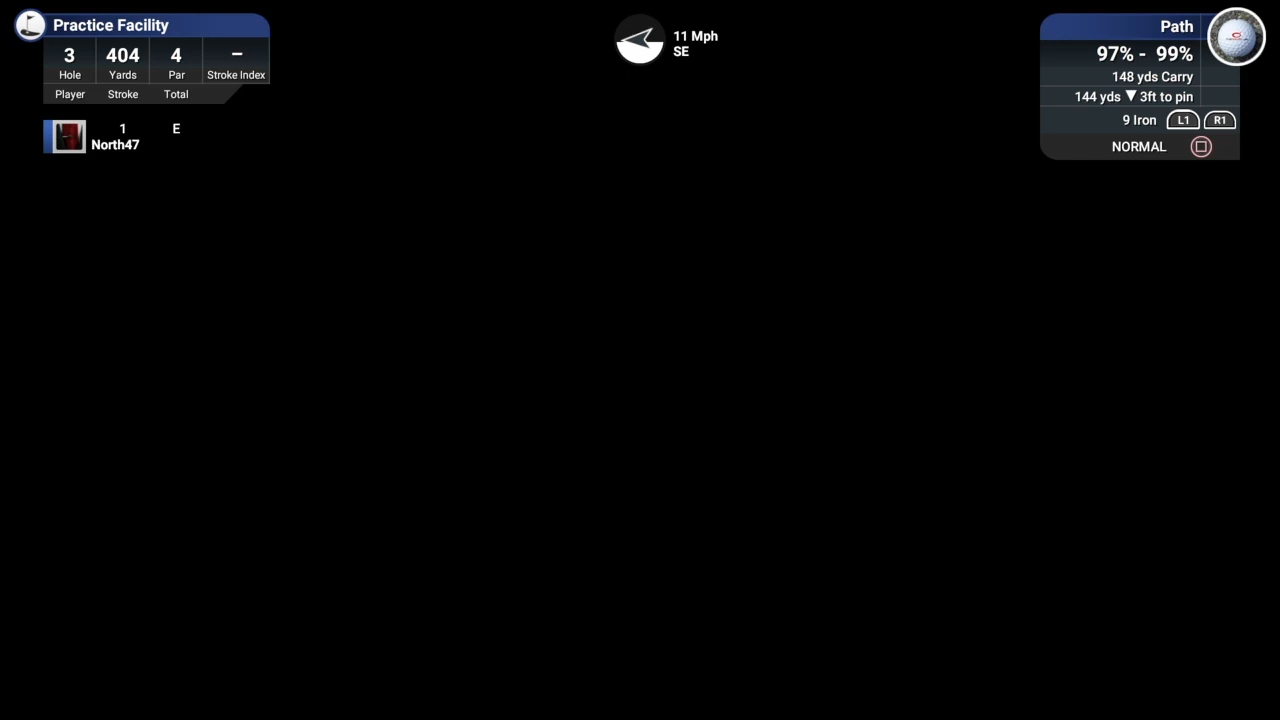 Practice Facility
3 404 4 –
Hole Yards Par Stroke Index
Player Stroke Total
1 E
North47
11 Mph
SE
Path
97% - 99%
148 yds Carry
144 yds ▼ 3ft to pin
9 Iron L1 R1
NORMAL